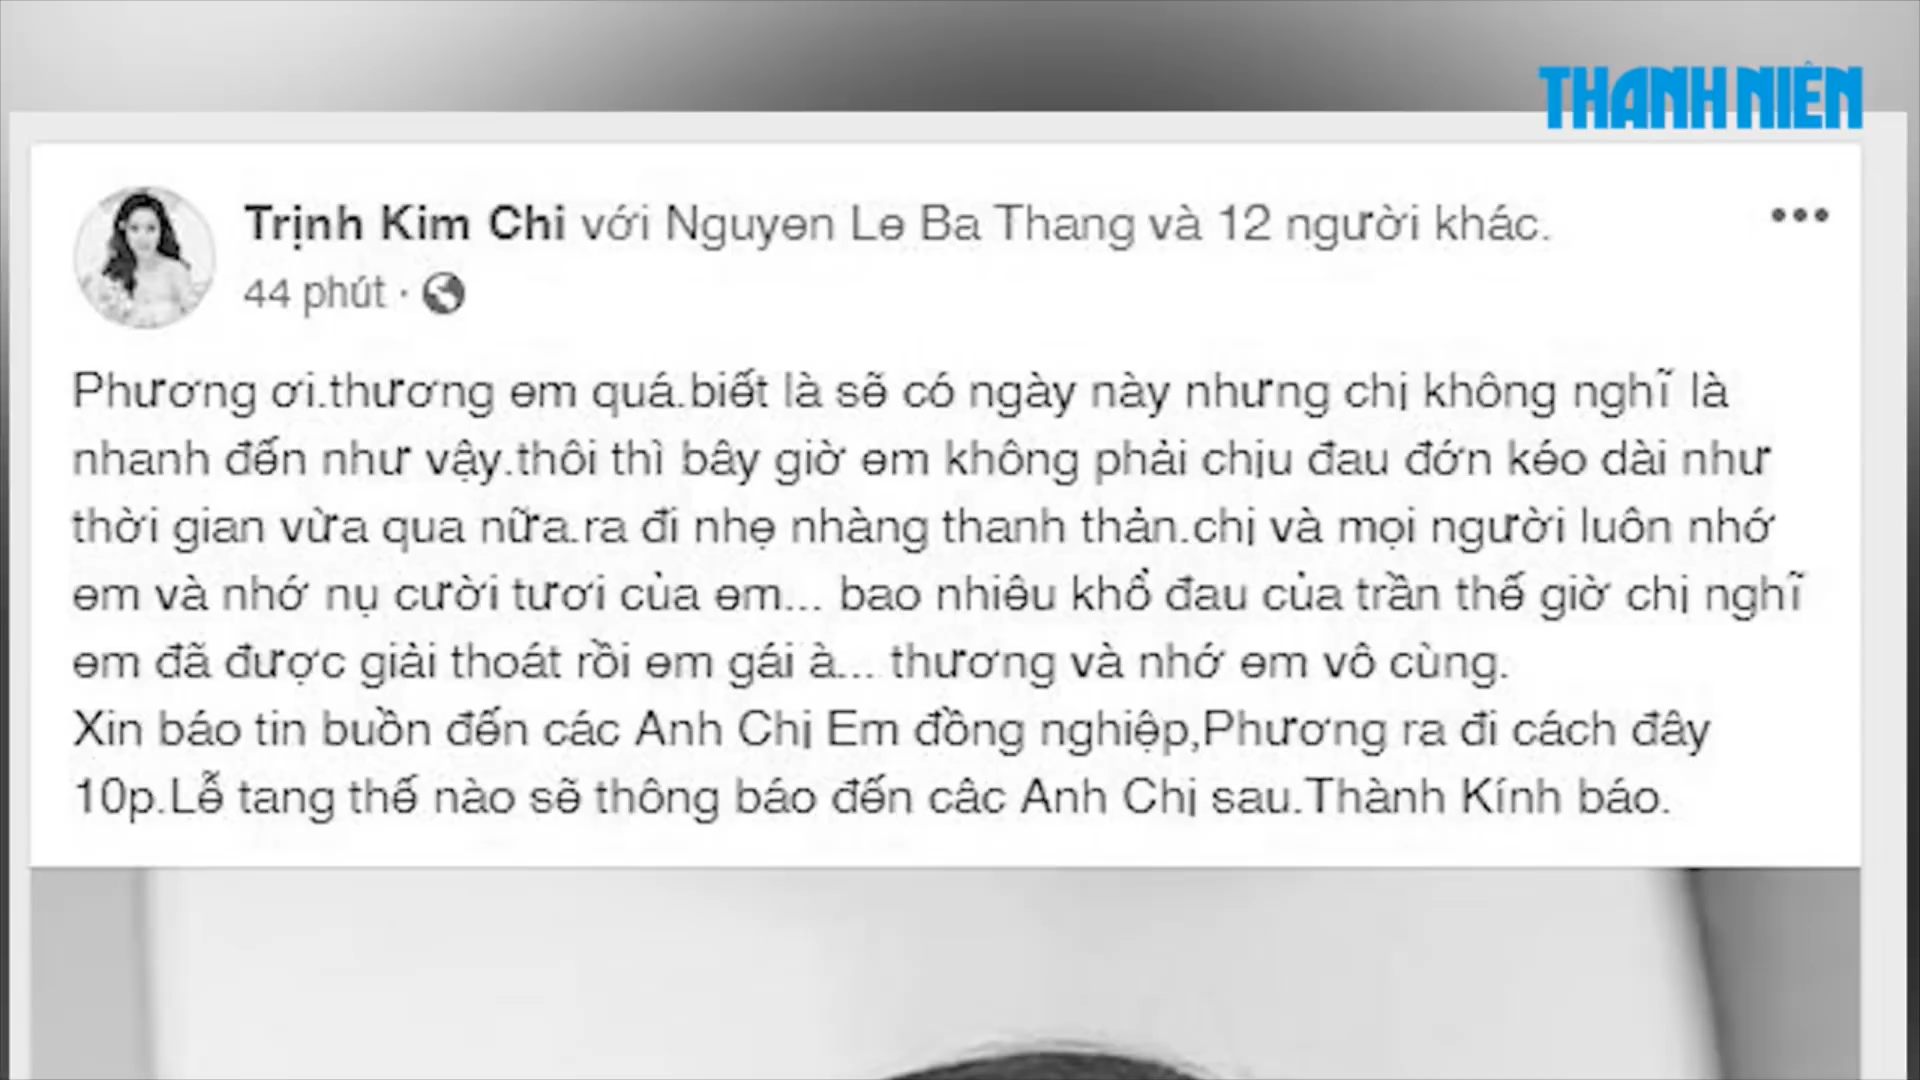 THANH NIÊN
Trịnh Kim Chi với Nguyen Le Ba Thang và 12 người khác.
44 phút ·
Phương ơi.thương em quá.biết là sẽ có ngày này nhưng chị không nghĩ là
nhanh đến như vậy.thôi thì bây giờ em không phải chịu đau đớn kéo dài như
thời gian vừa qua nữa.ra đi nhẹ nhàng thanh thản.chị và mọi người luôn nhớ
em và nhớ nụ cười tươi của em... bao nhiêu khổ đau của trần thế giờ chị nghĩ
em đã được giải thoát rồi em gái à... thương và nhớ em vô cùng.
Xin báo tin buồn đến các Anh Chị Em đồng nghiệp,Phương ra đi cách đây
10p.Lễ tang thế nào sẽ thông báo đến câc Anh Chị sau.Thành Kính báo.